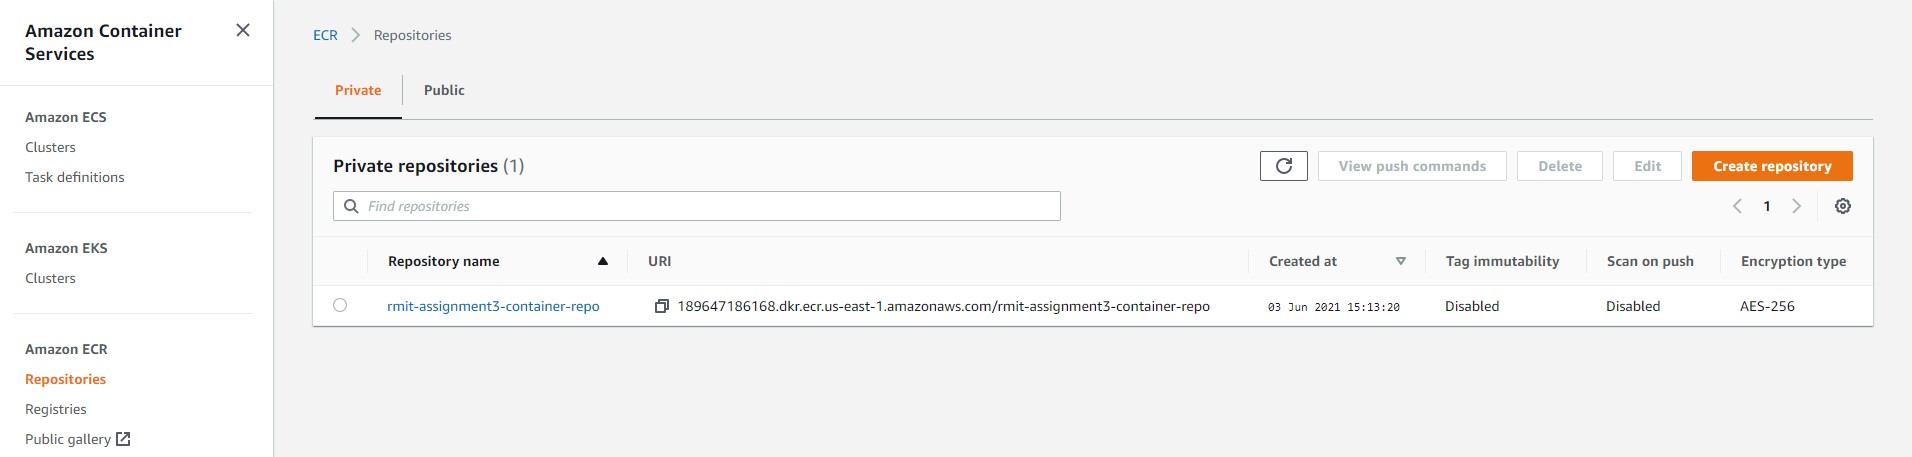 Amazon Container
Services
Amazon ECS
Clusters
Task definitions
Amazon EKS
Clusters
Amazon ECR
Repositories
Registries
Public gallery
ECR > Repositories
Private Public
Private repositories (1)
View push commands Delete Edit Create repository
Find repositories
1
Repository name URI Created at Tag immutability Scan on push Encryption type
rmit-assignment3-container-repo 189647186168.dkr.ecr.us-east-1.amazonaws.com/rmit-assignment3-container-repo 03 Jun 2021 15:13:20 Disabled Disabled AES-256